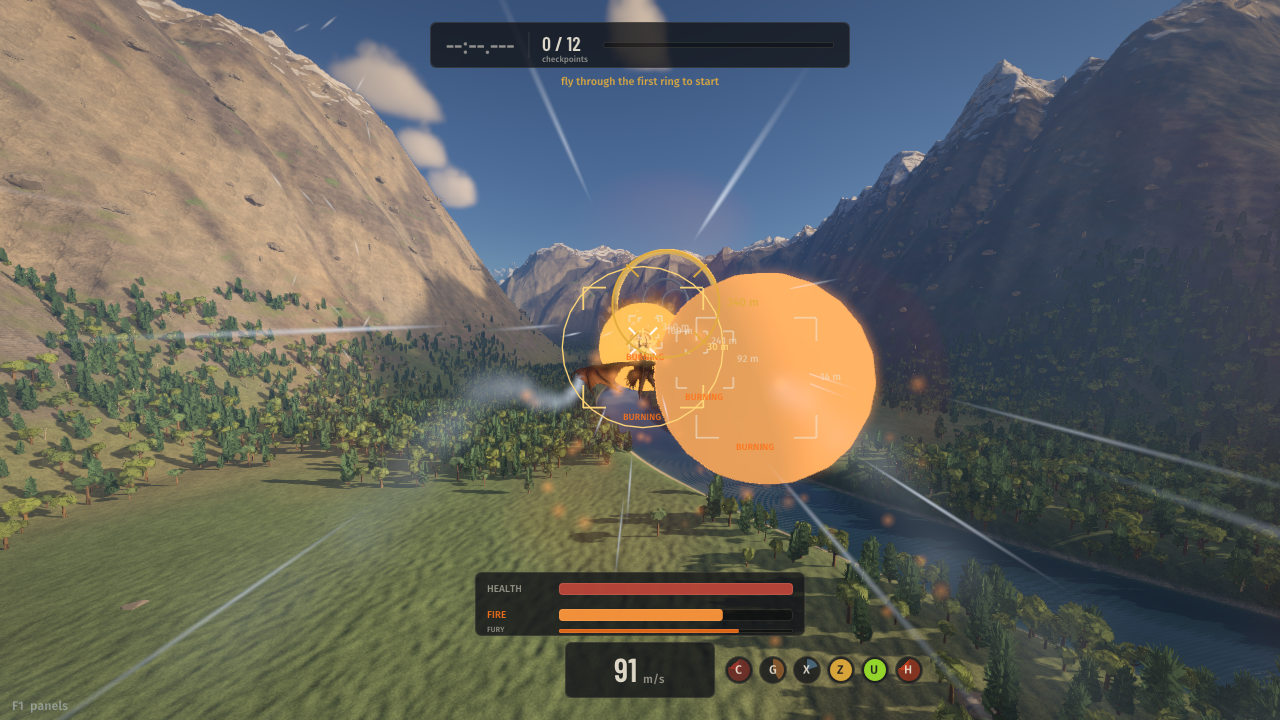 --:--.---
0 / 12
checkpoints
fly through the first ring to start
241 m
30 m
92 m
BURNING
BURNING
BURNING
BURNING
HEALTH
FIRE
FURY
91 m/s
C G X Z U H
F1 panels